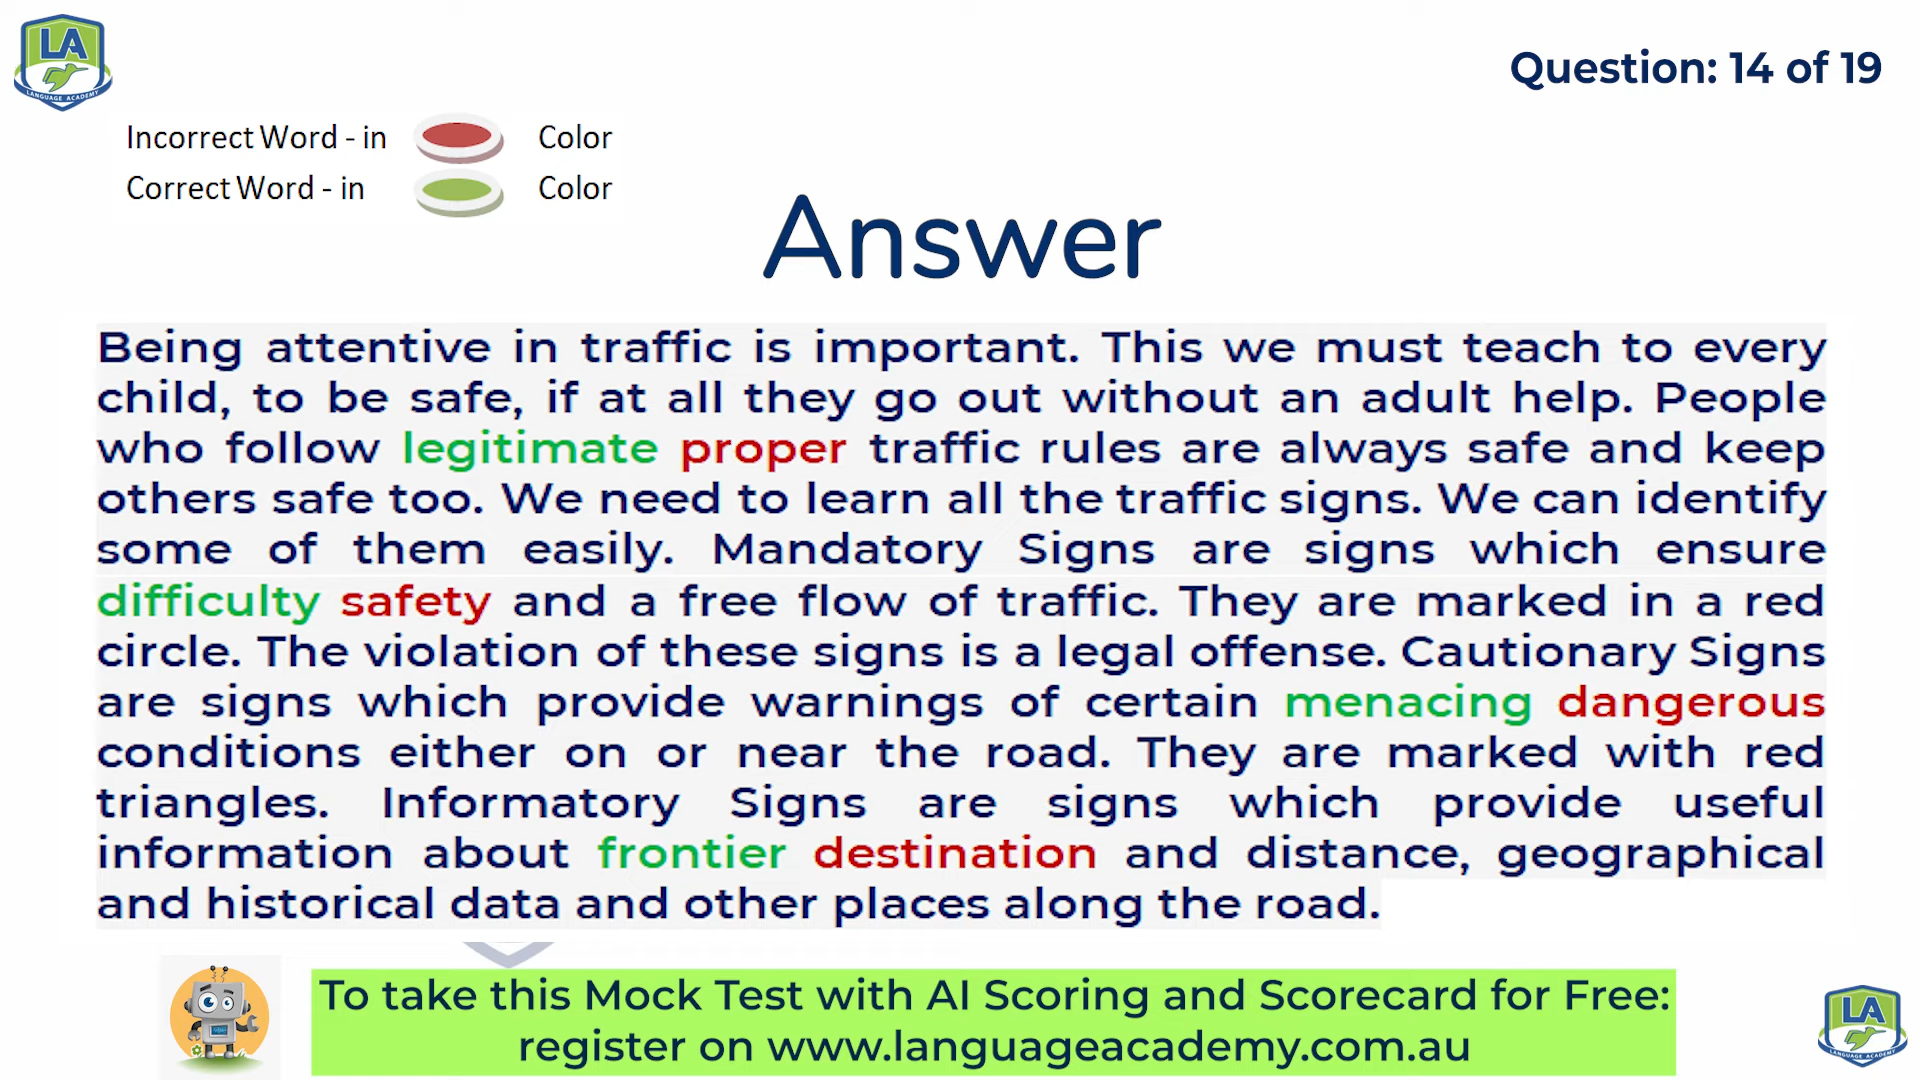 LA
LANGUAGE ACADEMY
Question: 14 of 19
Incorrect Word - in Color
Correct Word - in Color
Answer
Being attentive in traffic is important. This we must teach to every
child, to be safe, if at all they go out without an adult help. People
who follow legitimate proper traffic rules are always safe and keep
others safe too. We need to learn all the traffic signs. We can identify
some of them easily. Mandatory Signs are signs which ensure
difficulty safety and a free flow of traffic. They are marked in a red
circle. The violation of these signs is a legal offense. Cautionary Signs
are signs which provide warnings of certain menacing dangerous
conditions either on or near the road. They are marked with red
triangles. Informatory Signs are signs which provide useful
information about frontier destination and distance, geographical
and historical data and other places along the road.
To take this Mock Test with AI Scoring and Scorecard for Free:
register on www.languageacademy.com.au
LA
LANGUAGE ACADEMY